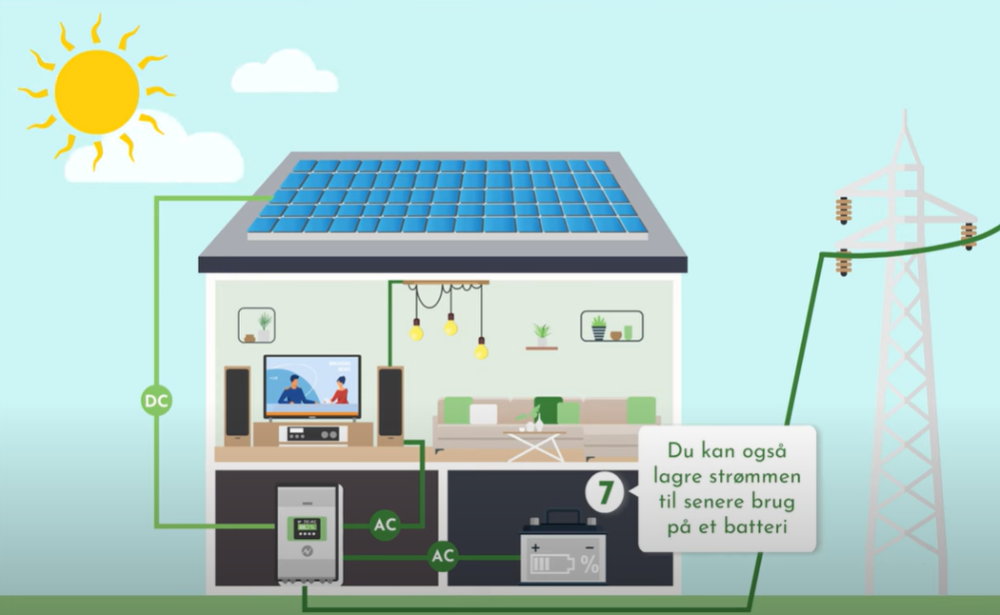 DC
AC
AC
7
Du kan også
lagre strømmen
til senere brug
på et batteri
+
−
%